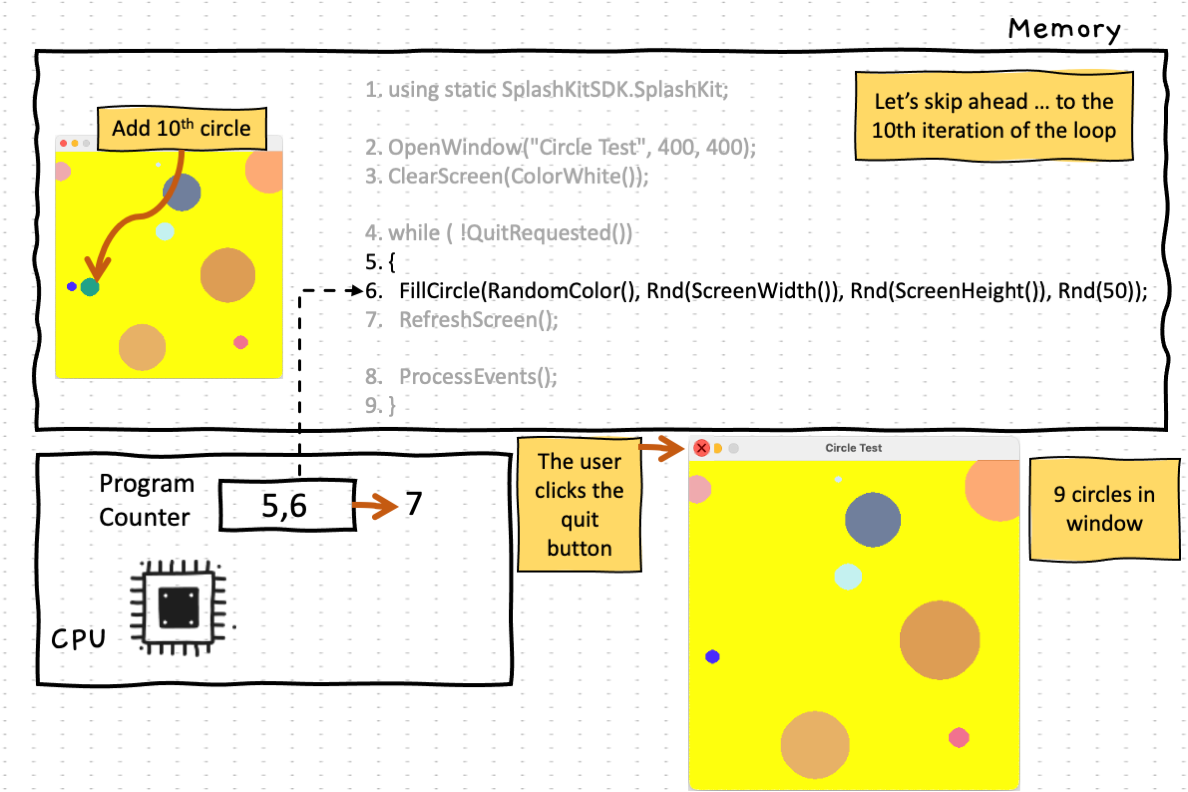 Memory
Add 10th circle
1. using static SplashKitSDK.SplashKit;
2. OpenWindow("Circle Test", 400, 400);
3. ClearScreen(ColorWhite());
4. while ( !QuitRequested())
5. {
6. FillCircle(RandomColor(), Rnd(ScreenWidth()), Rnd(ScreenHeight()), Rnd(50));
7. RefreshScreen();
8. ProcessEvents();
9. }
Let's skip ahead ... to the
10th iteration of the loop
Program
Counter
5,6
7
CPU
The user
clicks the
quit
button
Circle Test
9 circles in
window